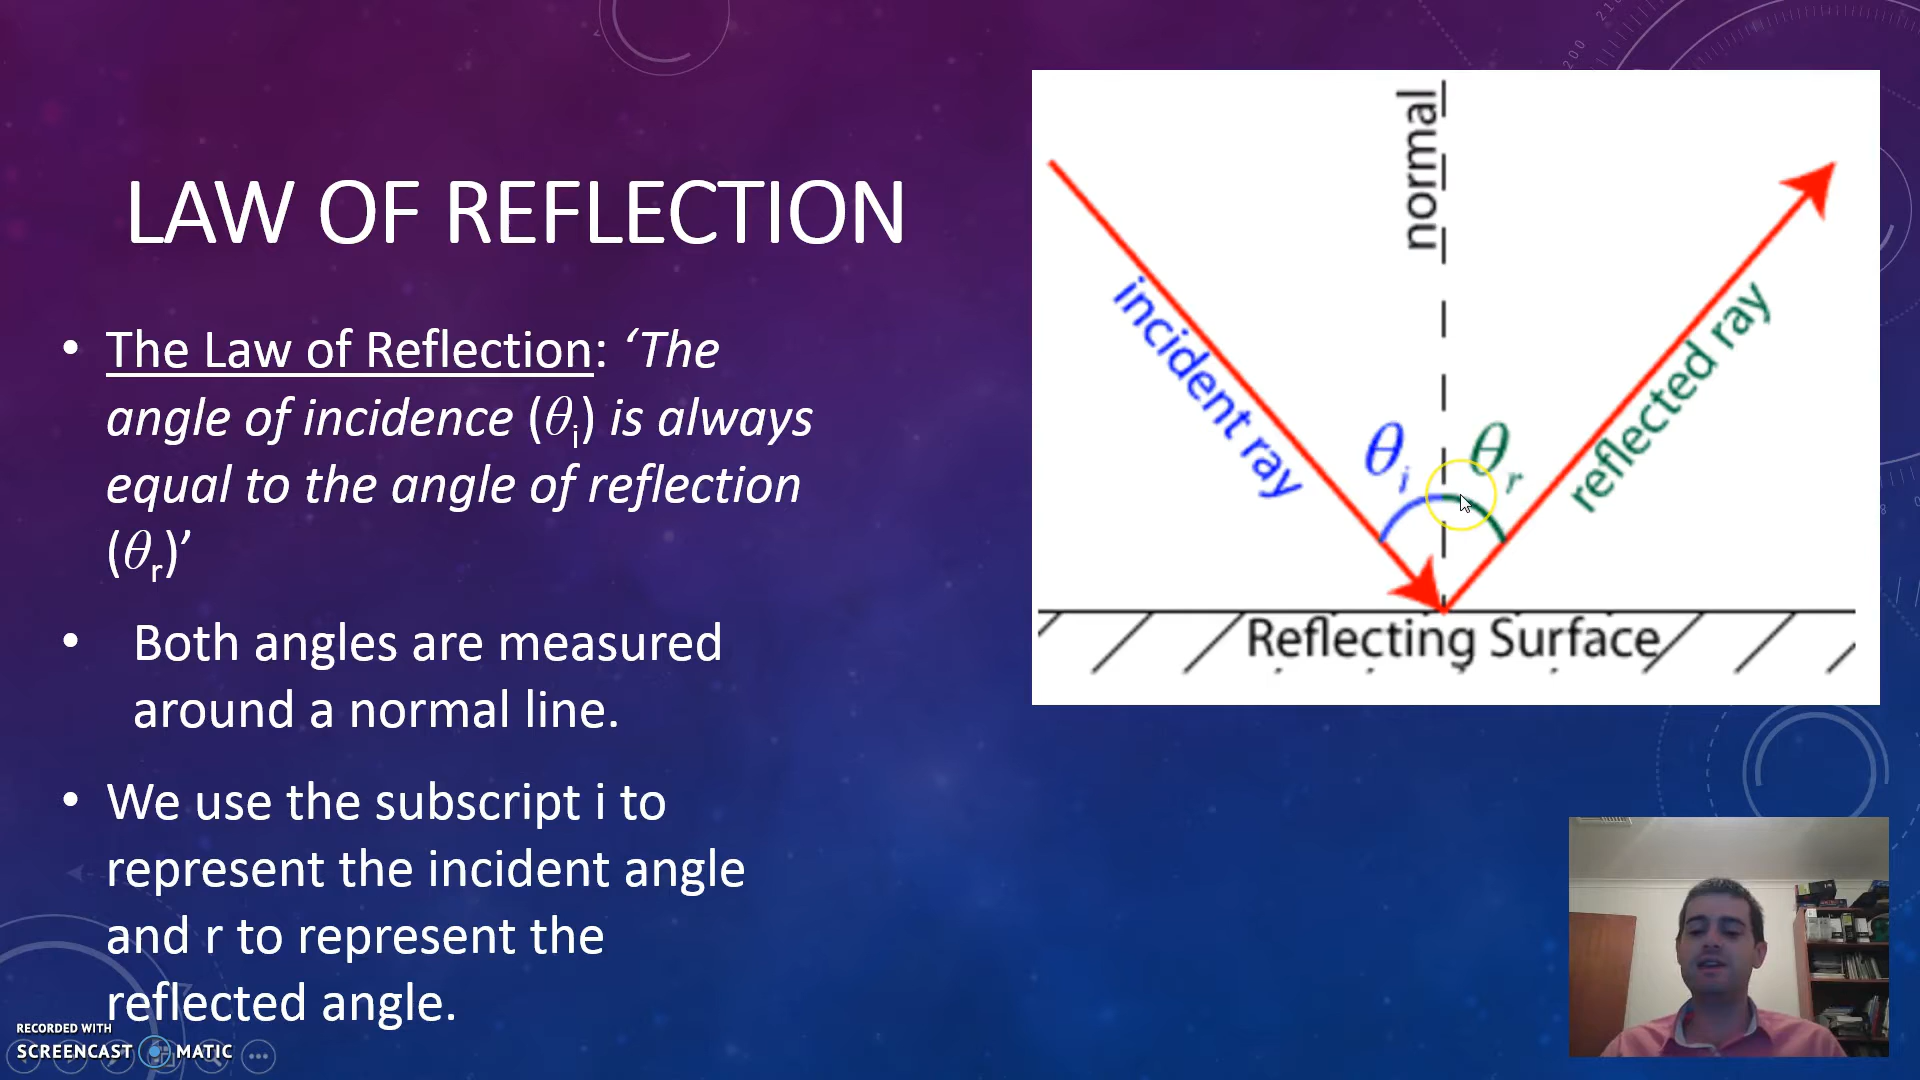 LAW OF REFLECTION
• The Law of Reflection: ‘The
angle of incidence (θi) is always
equal to the angle of reflection
(θr)’
• Both angles are measured
around a normal line.
• We use the subscript i to
represent the incident angle
and r to represent the
reflected angle.
normal
incident ray
θi
θr
reflected ray
Reflecting Surface
RECORDED WITH
SCREENCAST MATIC
200